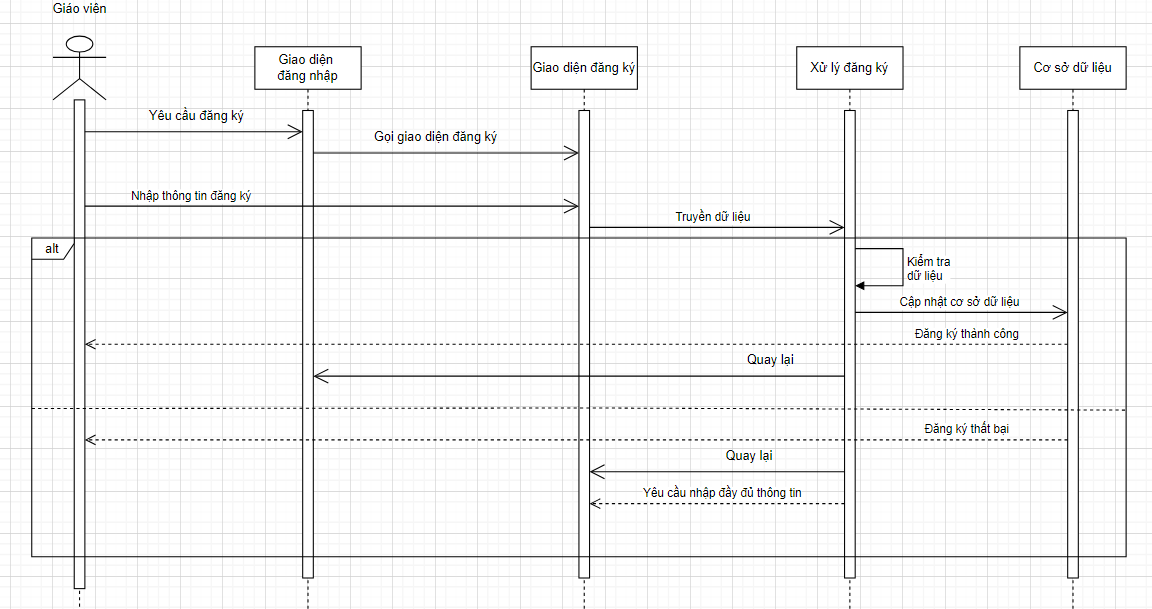 Giáo viên
Giao diện
đăng nhập
Giao diện đăng ký
Xử lý đăng ký
Cơ sở dữ liệu
Yêu cầu đăng ký
Gọi giao diện đăng ký
Nhập thông tin đăng ký
Truyền dữ liệu
alt
Kiểm tra
dữ liệu
Cập nhật cơ sở dữ liệu
Đăng ký thành công
Quay lại
Đăng ký thất bại
Quay lại
Yêu cầu nhập đầy đủ thông tin